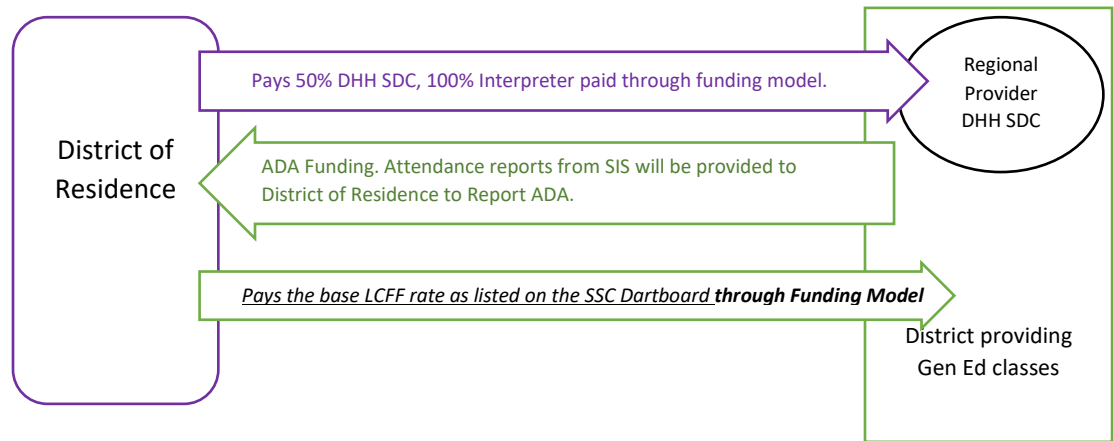 Pays 50% DHH SDC, 100% Interpreter paid through funding model.
Regional
Provider
DHH SDC
District of
Residence
ADA Funding. Attendance reports from SIS will be provided to
District of Residence to Report ADA.
Pays the base LCFF rate as listed on the SSC Dartboard through Funding Model
District providing
Gen Ed classes